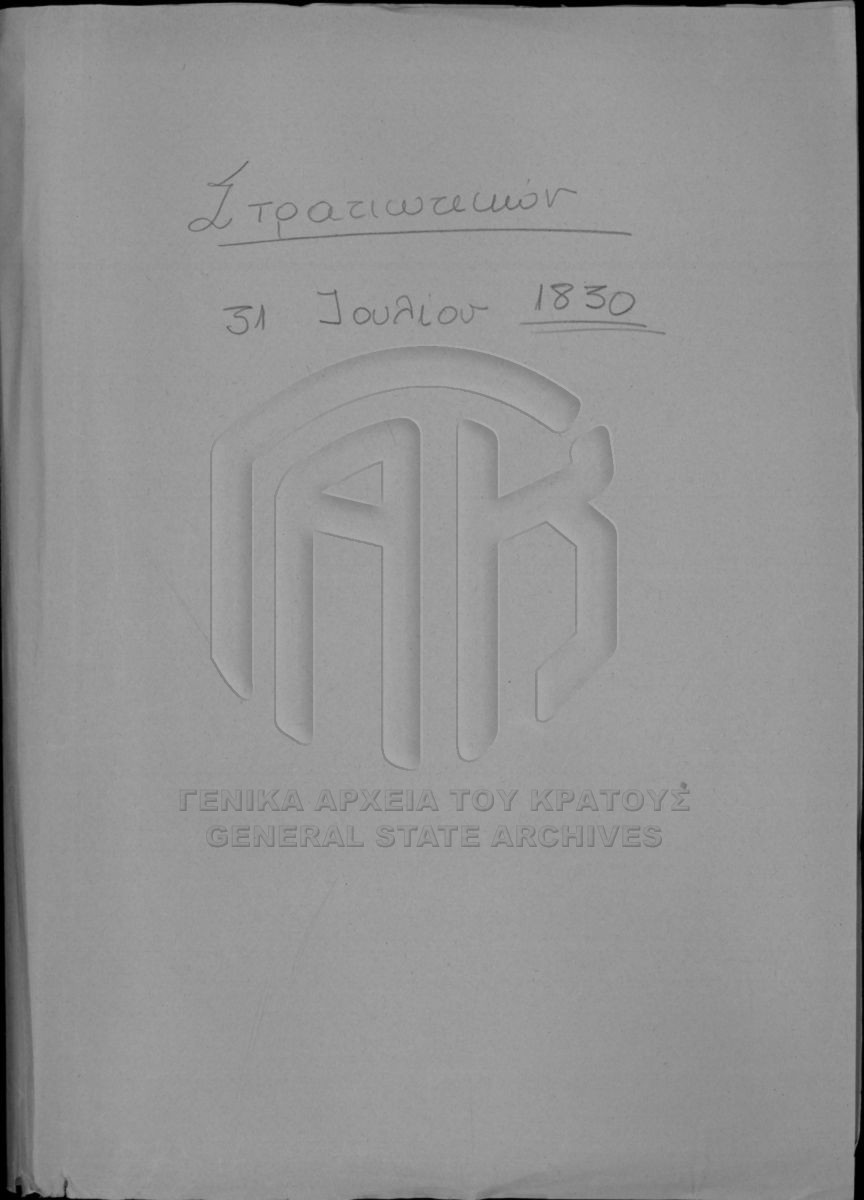 Στρατιωτικόν
31 Ιουλίου 1830
ΓΑΚ
ΓΕΝΙΚΑ ΑΡΧΕΙΑ ΤΟΥ ΚΡΑΤΟΥΣ
GENERAL STATE ARCHIVES